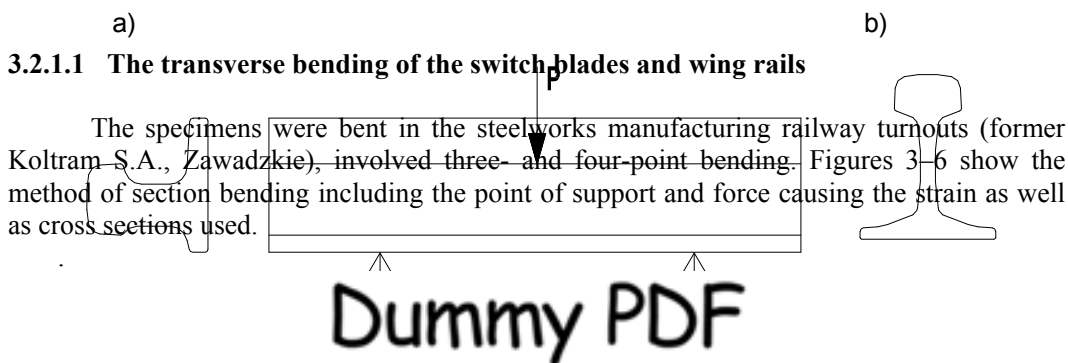 a) b)
3.2.1.1 The transverse bending of the switch blades and wing rails
P
The specimens were bent in the steelworks manufacturing railway turnouts (former
Koltram S.A., Zawadzkie), involved three- and four-point bending. Figures 3–6 show the
method of section bending including the point of support and force causing the strain as well
as cross sections used.
.
Dummy PDF